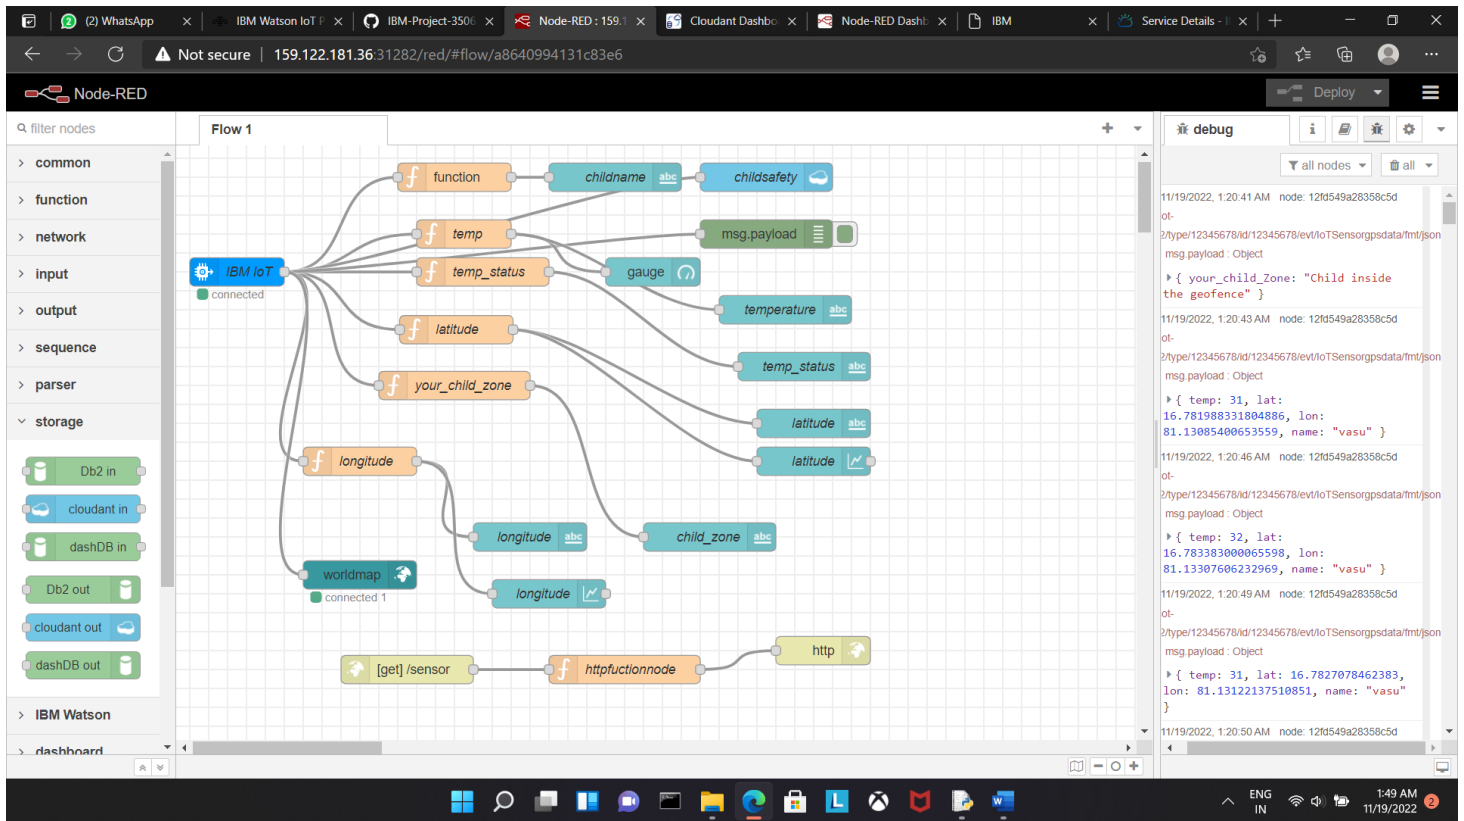 (2) WhatsApp
IBM Watson IoT P
IBM-Project-3506
Node-RED : 159.1
Cloudant Dashbo
Node-RED Dashb
IBM
Service Details - I
Not secure
159.122.181.36:31282/red/#flow/a8640994131c83e6
Node-RED
Deploy
filter nodes
Flow 1
debug
i
all nodes
all
common
function
network
input
output
sequence
parser
storage
Db2 in
cloudant in
dashDB in
Db2 out
cloudant out
dashDB out
IBM Watson
dashboard
function
childname
abc
childsafety
temp
msg.payload
IBM IoT
connected
temp_status
gauge
temperature
abc
latitude
temp_status
abc
your_child_zone
latitude
abc
longitude
latitude
longitude
abc
child_zone
abc
worldmap
connected 1
longitude
http
[get] /sensor
httpfuctionnode
11/19/2022, 1:20:41 AM node: 12fd549a28358c5d
ot-
2/type/12345678/id/12345678/evt/IoTSensorgpsdata/fmt/json
msg.payload : Object
{ your_child_Zone: "Child inside
the geofence" }
11/19/2022, 1:20:43 AM node: 12fd549a28358c5d
ot-
2/type/12345678/id/12345678/evt/IoTSensorgpsdata/fmt/json
msg.payload : Object
{ temp: 31, lat:
16.781988331804886, lon:
81.13085400653559, name: "vasu" }
11/19/2022, 1:20:46 AM node: 12fd549a28358c5d
ot-
2/type/12345678/id/12345678/evt/IoTSensorgpsdata/fmt/json
msg.payload : Object
{ temp: 32, lat:
16.783383000065598, lon:
81.13307606232969, name: "vasu" }
11/19/2022, 1:20:49 AM node: 12fd549a28358c5d
ot-
2/type/12345678/id/12345678/evt/IoTSensorgpsdata/fmt/json
msg.payload : Object
{ temp: 31, lat: 16.7827078462383,
lon: 81.13122137510851, name: "vasu"
}
11/19/2022, 1:20:50 AM node: 12fd549a28358c5d
L
ENG
IN
1:49 AM
11/19/2022
2